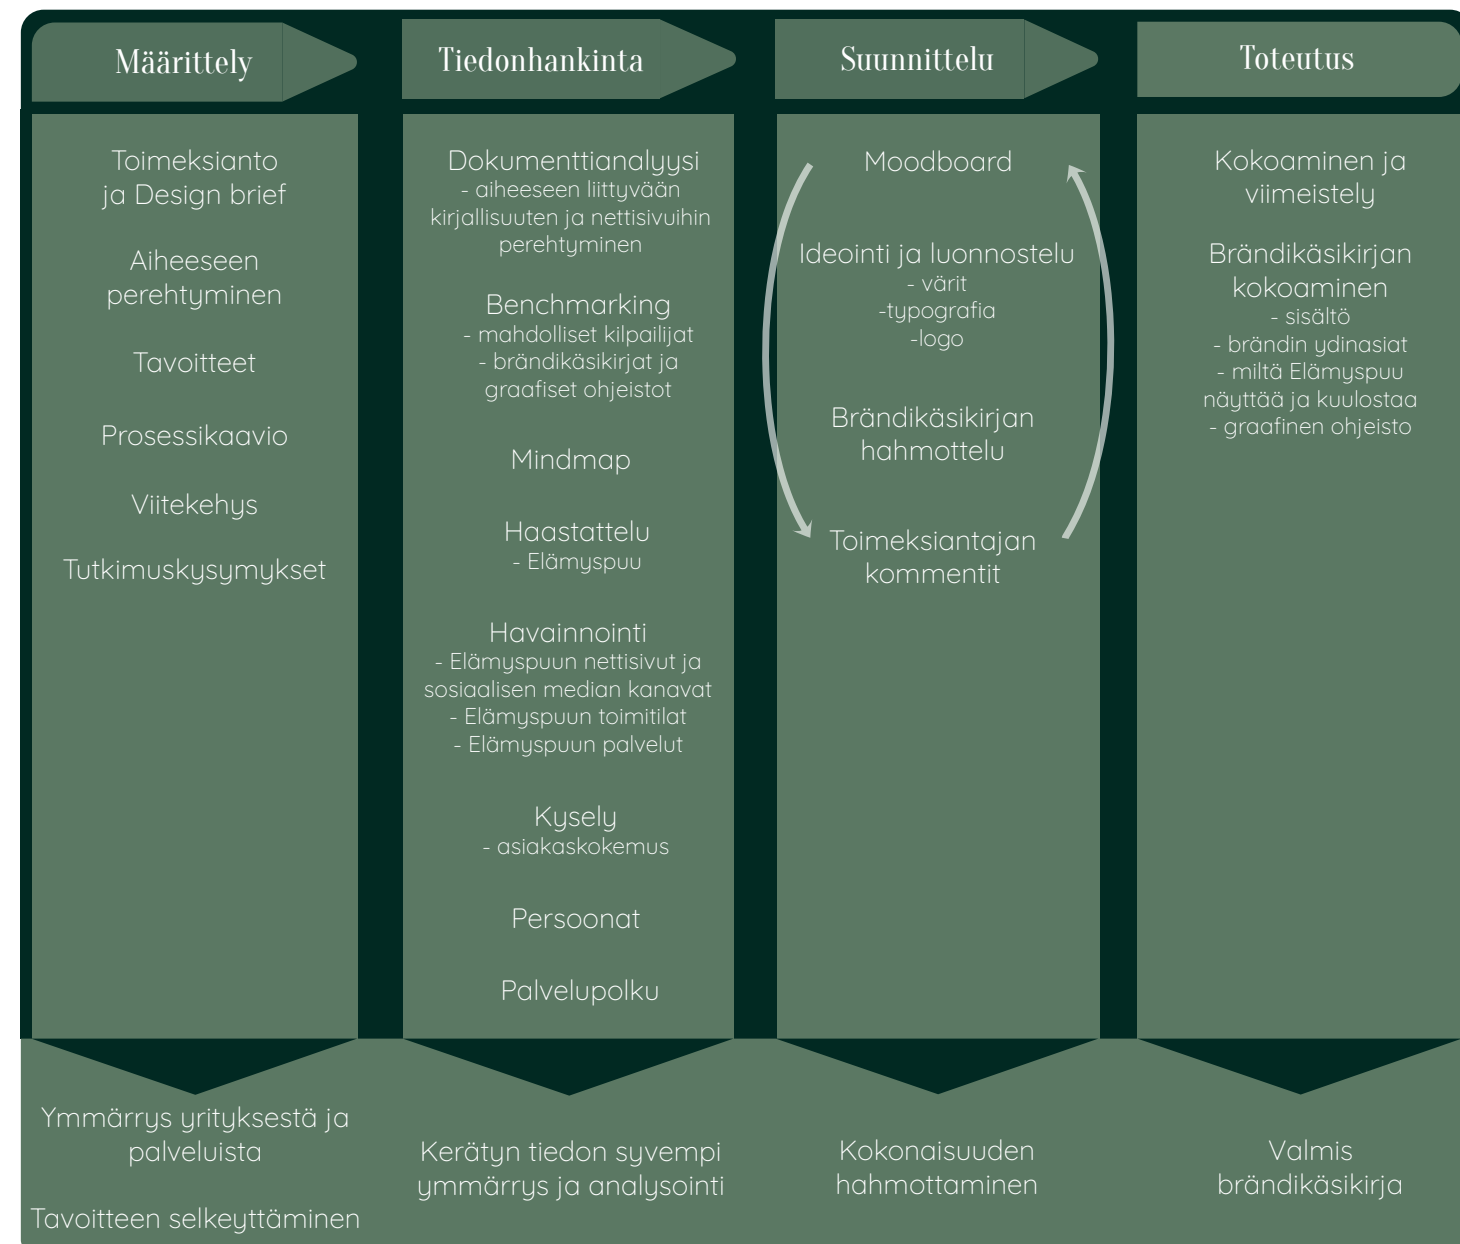 Määrittely
Toimeksianto
ja Design brief
Aiheeseen
perehtyminen
Tavoitteet
Prosessikaavio
Viitekehys
Tutkimuskysymykset
Ymmärrys yrityksestä ja
palveluista
Tavoitteen selkeyttäminen
Tiedonhankinta
Dokumenttianalyysi
- aiheeseen liittyvään
kirjallisuuten ja nettisivuihin
perehtyminen
Benchmarking
- mahdolliset kilpailijat
- brändikäsikirjat ja
graafiset ohjeistot
Mindmap
Haastattelu
- Elämyspuu
Havainnointi
- Elämyspuun nettisivut ja
sosiaalisen median kanavat
- Elämyspuun toimitilat
- Elämyspuun palvelut
Kysely
- asiakaskokemus
Persoonat
Palvelupolku
Kerätyn tiedon syvempi
ymmärrys ja analysointi
Suunnittelu
Moodboard
Ideointi ja luonnostelu
- värit
-typografia
-logo
Brändikäsikirjan
hahmottelu
Toimeksiantajan
kommentit
Kokonaisuuden
hahmottaminen
Toteutus
Kokoaminen ja
viimeistely
Brändikäsikirjan
kokoaminen
- sisältö
- brändin ydinasiat
- miltä Elämyspuu
näyttää ja kuulostaa
- graafinen ohjeisto
Valmis
brändikäsikirja